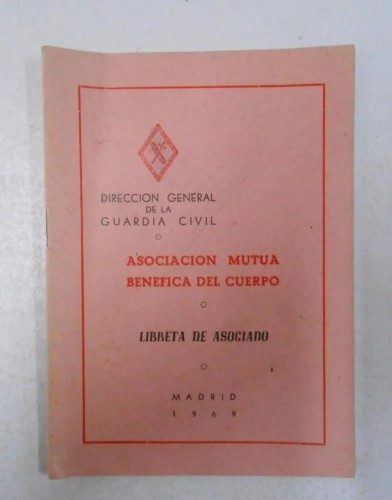 DIRECCION GENERAL
DE LA
GUARDIA CIVIL
ASOCIACION MUTUA
BENEFICA DEL CUERPO
LIBRETA DE ASOCIADO
MADRID
1969